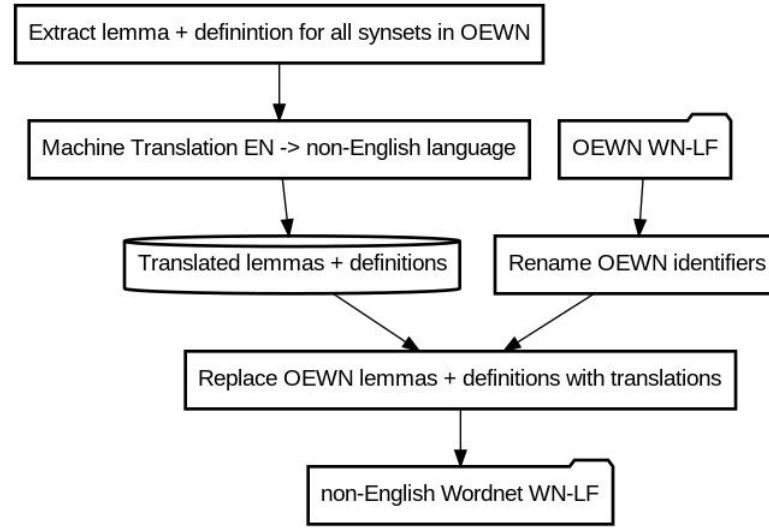 Extract lemma + definintion for all synsets in OEWN
Machine Translation EN -> non-English language
OEWN WN-LF
Translated lemmas + definitions
Rename OEWN identifiers
Replace OEWN lemmas + definitions with translations
non-English Wordnet WN-LF